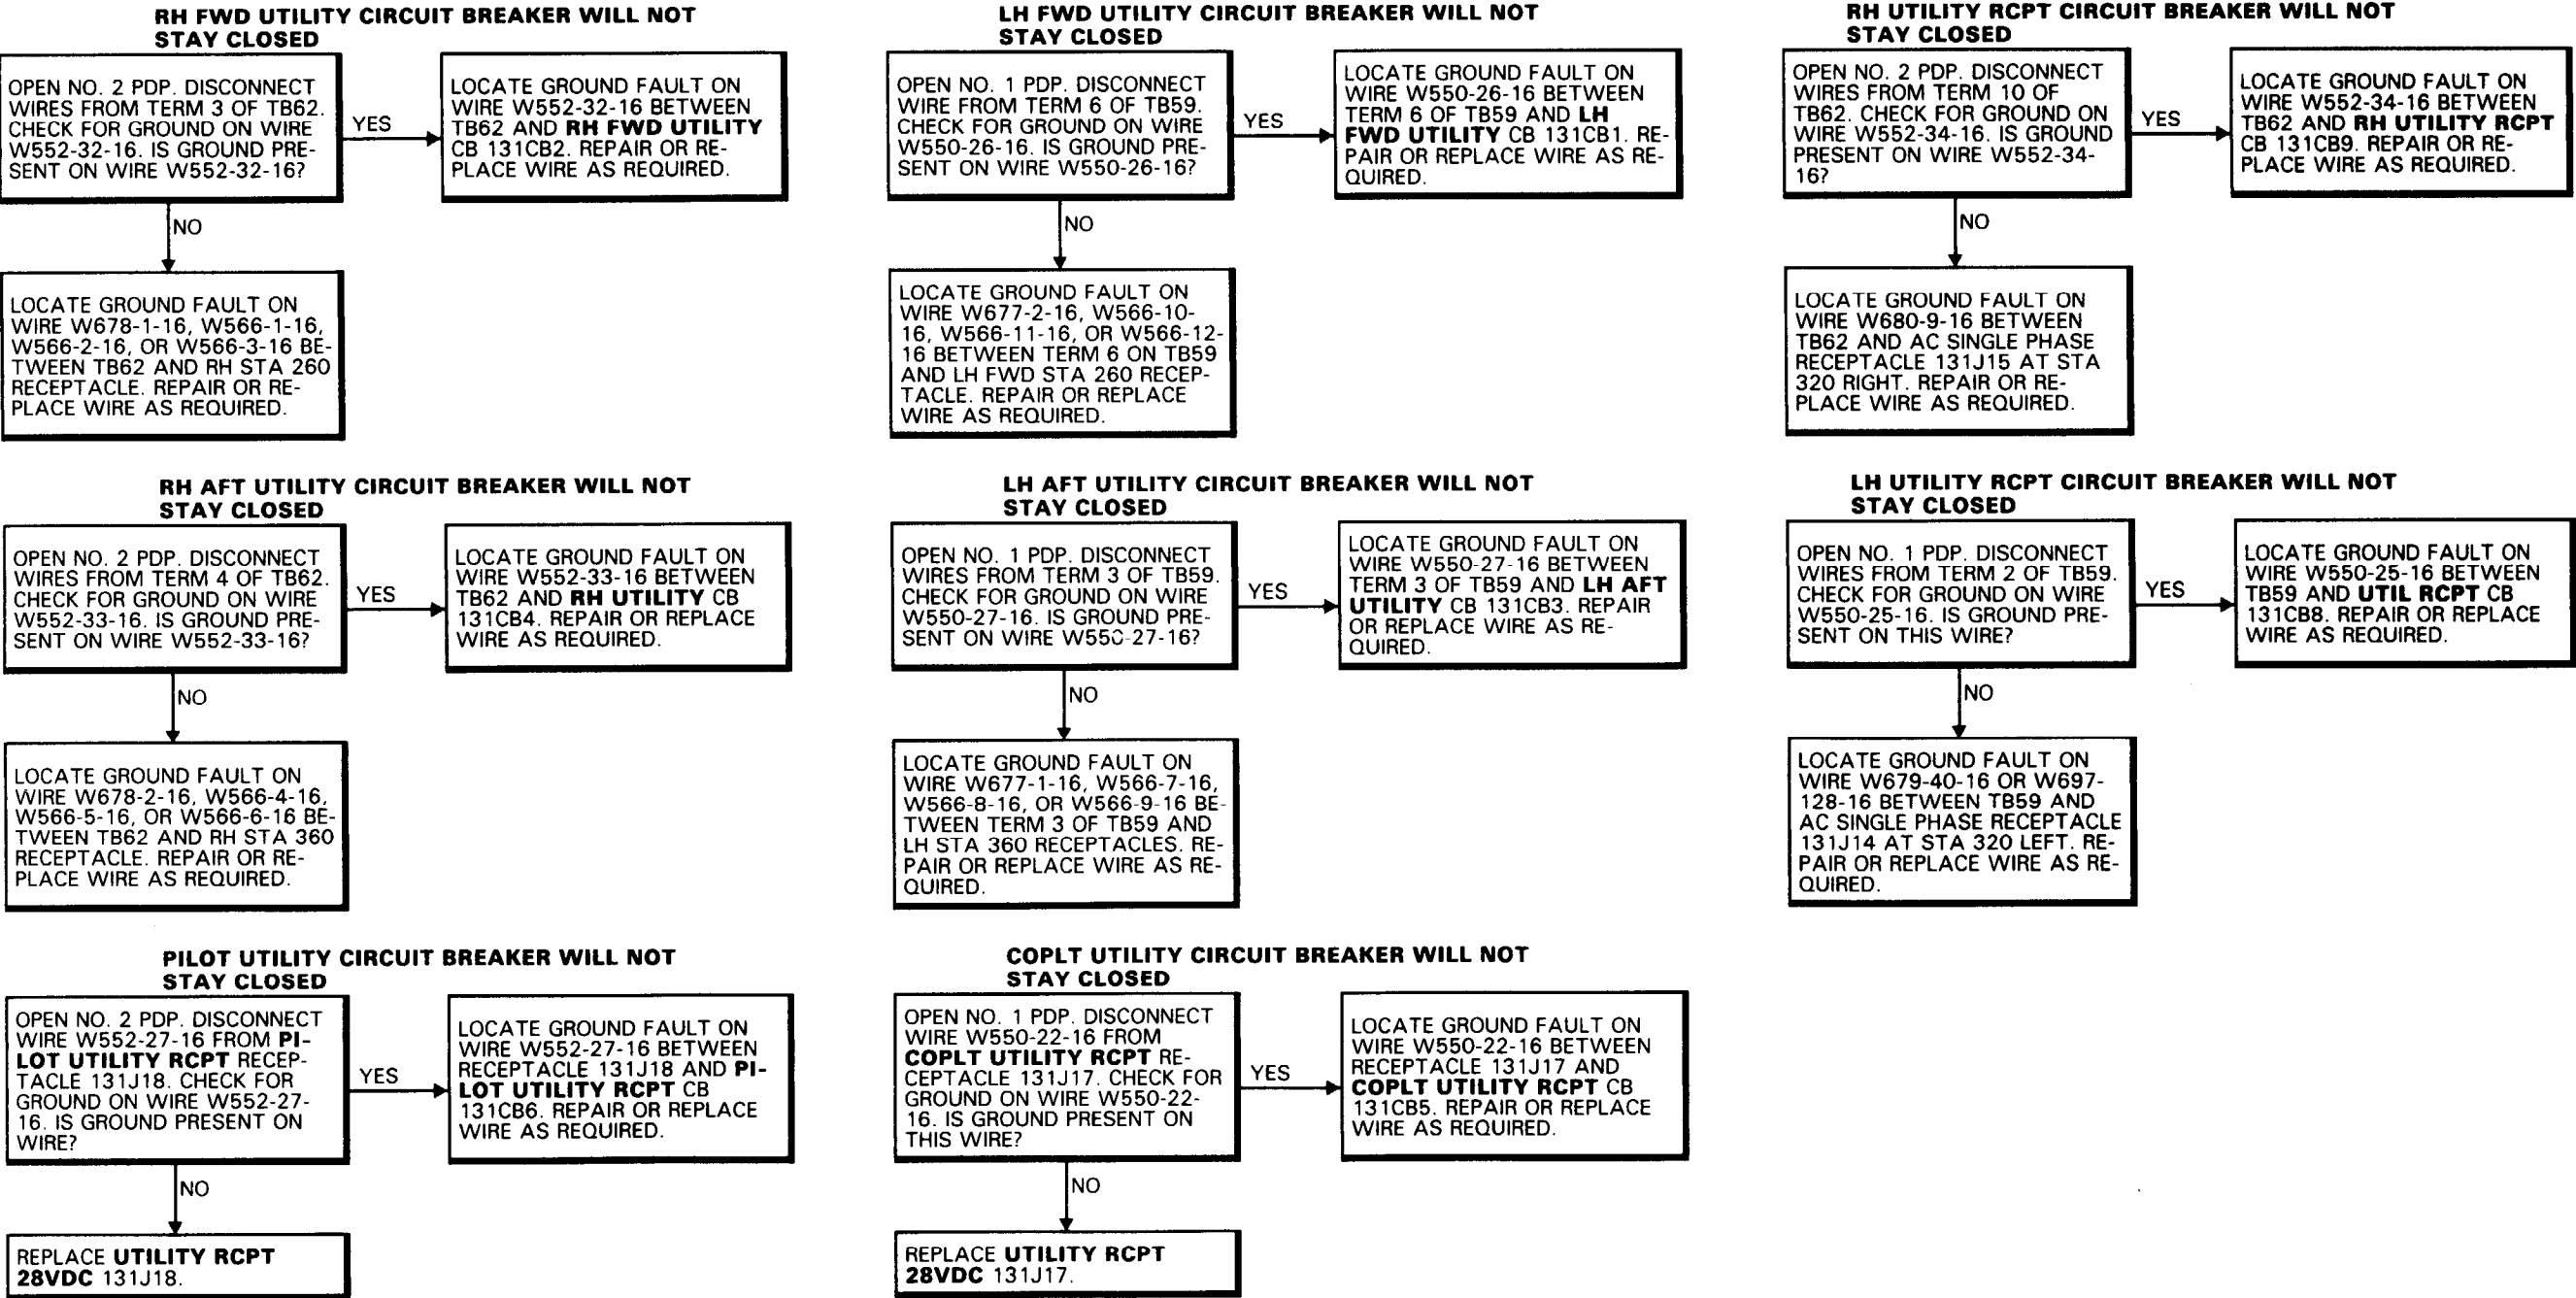 RH FWD UTILITY CIRCUIT BREAKER WILL NOT
STAY CLOSED
OPEN NO. 2 PDP. DISCONNECT
WIRES FROM TERM 3 OF TB62.
CHECK FOR GROUND ON WIRE
W552-32-16. IS GROUND PRE-
SENT ON WIRE W552-32-16?
YES
LOCATE GROUND FAULT ON
WIRE W552-32-16 BETWEEN
TB62 AND RH FWD UTILITY
CB 131CB2. REPAIR OR RE-
PLACE WIRE AS REQUIRED.
NO
LOCATE GROUND FAULT ON
WIRE W678-1-16, W566-1-16,
W566-2-16, OR W566-3-16 BE-
TWEEN TB62 AND RH STA 260
RECEPTACLE. REPAIR OR RE-
PLACE WIRE AS REQUIRED.
LH FWD UTILITY CIRCUIT BREAKER WILL NOT
STAY CLOSED
OPEN NO. 1 PDP. DISCONNECT
WIRE FROM TERM 6 OF TB59.
CHECK FOR GROUND ON WIRE
W550-26-16. IS GROUND PRE-
SENT ON WIRE W550-26-16?
YES
LOCATE GROUND FAULT ON
WIRE W550-26-16 BETWEEN
TERM 6 OF TB59 AND LH
FWD UTILITY CB 131CB1. RE-
PAIR OR REPLACE WIRE AS RE-
QUIRED.
NO
LOCATE GROUND FAULT ON
WIRE W677-2-16, W566-10-
16, W566-11-16, OR W566-12-
16 BETWEEN TERM 6 ON TB59
AND LH FWD STA 260 RECEP-
TACLE. REPAIR OR REPLACE
WIRE AS REQUIRED.
RH UTILITY RCPT CIRCUIT BREAKER WILL NOT
STAY CLOSED
OPEN NO. 2 PDP. DISCONNECT
WIRES FROM TERM 10 OF
TB62. CHECK FOR GROUND ON
WIRE W552-34-16. IS GROUND
PRESENT ON WIRE W552-34-
16?
YES
LOCATE GROUND FAULT ON
WIRE W552-34-16 BETWEEN
TB62 AND RH UTILITY RCPT
CB 131CB9. REPAIR OR RE-
PLACE WIRE AS REQUIRED.
NO
LOCATE GROUND FAULT ON
WIRE W680-9-16 BETWEEN
TB62 AND AC SINGLE PHASE
RECEPTACLE 131J15 AT STA
320 RIGHT. REPAIR OR RE-
PLACE WIRE AS REQUIRED.
RH AFT UTILITY CIRCUIT BREAKER WILL NOT
STAY CLOSED
OPEN NO. 2 PDP. DISCONNECT
WIRES FROM TERM 4 OF TB62.
CHECK FOR GROUND ON WIRE
W552-33-16. IS GROUND PRE-
SENT ON WIRE W552-33-16?
YES
LOCATE GROUND FAULT ON
WIRE W552-33-16 BETWEEN
TB62 AND RH UTILITY CB
131CB4. REPAIR OR REPLACE
WIRE AS REQUIRED.
NO
LOCATE GROUND FAULT ON
WIRE W678-2-16, W566-4-16,
W566-5-16, OR W566-6-16 BE-
TWEEN TB62 AND RH STA 360
RECEPTACLE. REPAIR OR RE-
PLACE WIRE AS REQUIRED.
LH AFT UTILITY CIRCUIT BREAKER WILL NOT
STAY CLOSED
OPEN NO. 1 PDP. DISCONNECT
WIRES FROM TERM 3 OF TB59.
CHECK FOR GROUND ON WIRE
W550-27-16. IS GROUND PRE-
SENT ON WIRE W550-27-16?
YES
LOCATE GROUND FAULT ON
WIRE W550-27-16 BETWEEN
TERM 3 OF TB59 AND LH AFT
UTILITY CB 131CB3. REPAIR
OR REPLACE WIRE AS RE-
QUIRED.
NO
LOCATE GROUND FAULT ON
WIRE W677-1-16, W566-7-16,
W566-8-16, OR W566-9-16 BE-
TWEEN TERM 3 OF TB59 AND
LH STA 360 RECEPTACLES. RE-
PAIR OR REPLACE WIRE AS RE-
QUIRED.
LH UTILITY RCPT CIRCUIT BREAKER WILL NOT
STAY CLOSED
OPEN NO. 1 PDP. DISCONNECT
WIRES FROM TERM 2 OF TB59.
CHECK FOR GROUND ON WIRE
W550-25-16. IS GROUND PRE-
SENT ON THIS WIRE?
YES
LOCATE GROUND FAULT ON
WIRE W550-25-16 BETWEEN
TB59 AND UTIL RCPT CB
131CB8. REPAIR OR REPLACE
WIRE AS REQUIRED.
NO
LOCATE GROUND FAULT ON
WIRE W679-40-16 OR W697-
128-16 BETWEEN TB59 AND
AC SINGLE PHASE RECEPTACLE
131J14 AT STA 320 LEFT. RE-
PAIR OR REPLACE WIRE AS RE-
QUIRED.
PILOT UTILITY CIRCUIT BREAKER WILL NOT
STAY CLOSED
OPEN NO. 2 PDP. DISCONNECT
WIRE W552-27-16 FROM PI-
LOT UTILITY RCPT RECEP-
TACLE 131J18. CHECK FOR
GROUND ON WIRE W552-27-
16. IS GROUND PRESENT ON
WIRE?
YES
LOCATE GROUND FAULT ON
WIRE W552-27-16 BETWEEN
RECEPTACLE 131J18 AND PI-
LOT UTILITY RCPT CB
131CB6. REPAIR OR REPLACE
WIRE AS REQUIRED.
NO
REPLACE UTILITY RCPT
28VDC 131J18.
COPLT UTILITY CIRCUIT BREAKER WILL NOT
STAY CLOSED
OPEN NO. 1 PDP. DISCONNECT
WIRE W550-22-16 FROM
COPLT UTILITY RCPT RE-
CEPTACLE 131J17. CHECK FOR
GROUND ON WIRE W550-22-
16. IS GROUND PRESENT ON
THIS WIRE?
YES
LOCATE GROUND FAULT ON
WIRE W550-22-16 BETWEEN
RECEPTACLE 131J17 AND
COPLT UTILITY RCPT CB
131CB5. REPAIR OR REPLACE
WIRE AS REQUIRED.
NO
REPLACE UTILITY RCPT
28VDC 131J17.